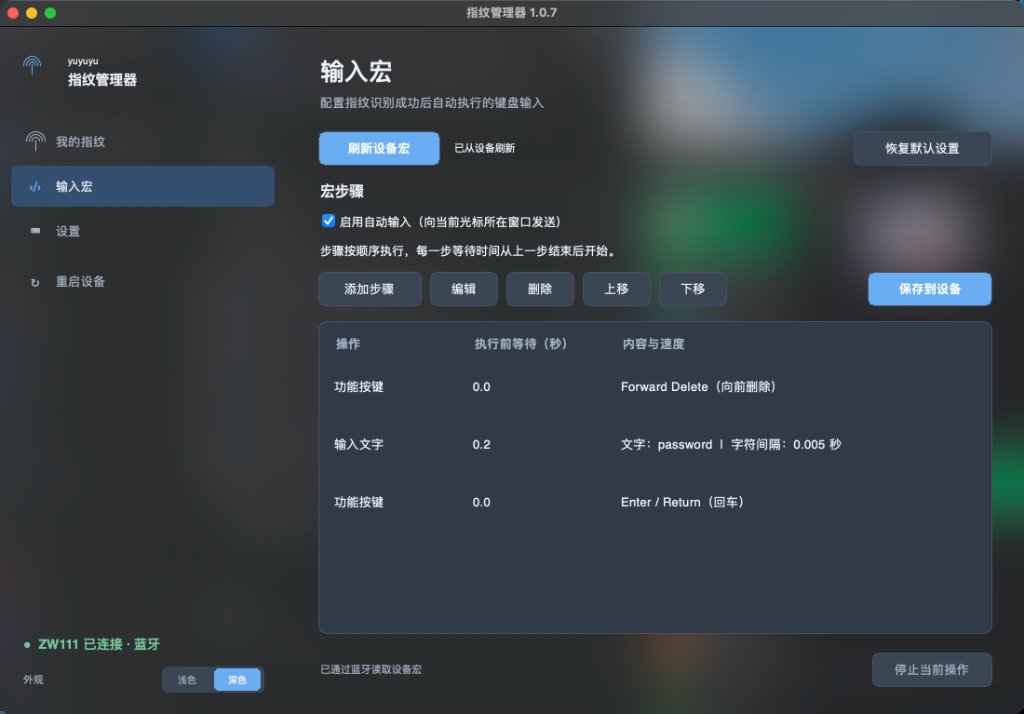 指纹管理器 1.0.7
yuyuyu
指纹管理器
我的指纹
输入宏
设置
重启设备
ZW111 已连接 · 蓝牙
外观
浅色
深色
输入宏
配置指纹识别成功后自动执行的键盘输入
刷新设备宏
已从设备刷新
恢复默认设置
宏步骤
启用自动输入（向当前光标所在窗口发送）
步骤按顺序执行，每一步等待时间从上一步结束后开始。
添加步骤
编辑
删除
上移
下移
保存到设备
操作 执行前等待（秒） 内容与速度
功能按键 0.0 Forward Delete（向前删除）
输入文字 0.2 文字：password | 字符间隔：0.005 秒
功能按键 0.0 Enter / Return（回车）
已通过蓝牙读取设备宏
停止当前操作